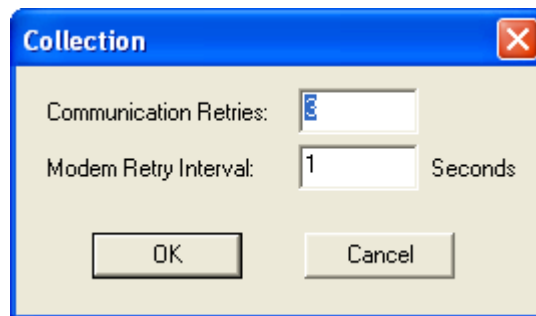 Collection
Communication Retries: 3
Modem Retry Interval: 1 Seconds
OK Cancel